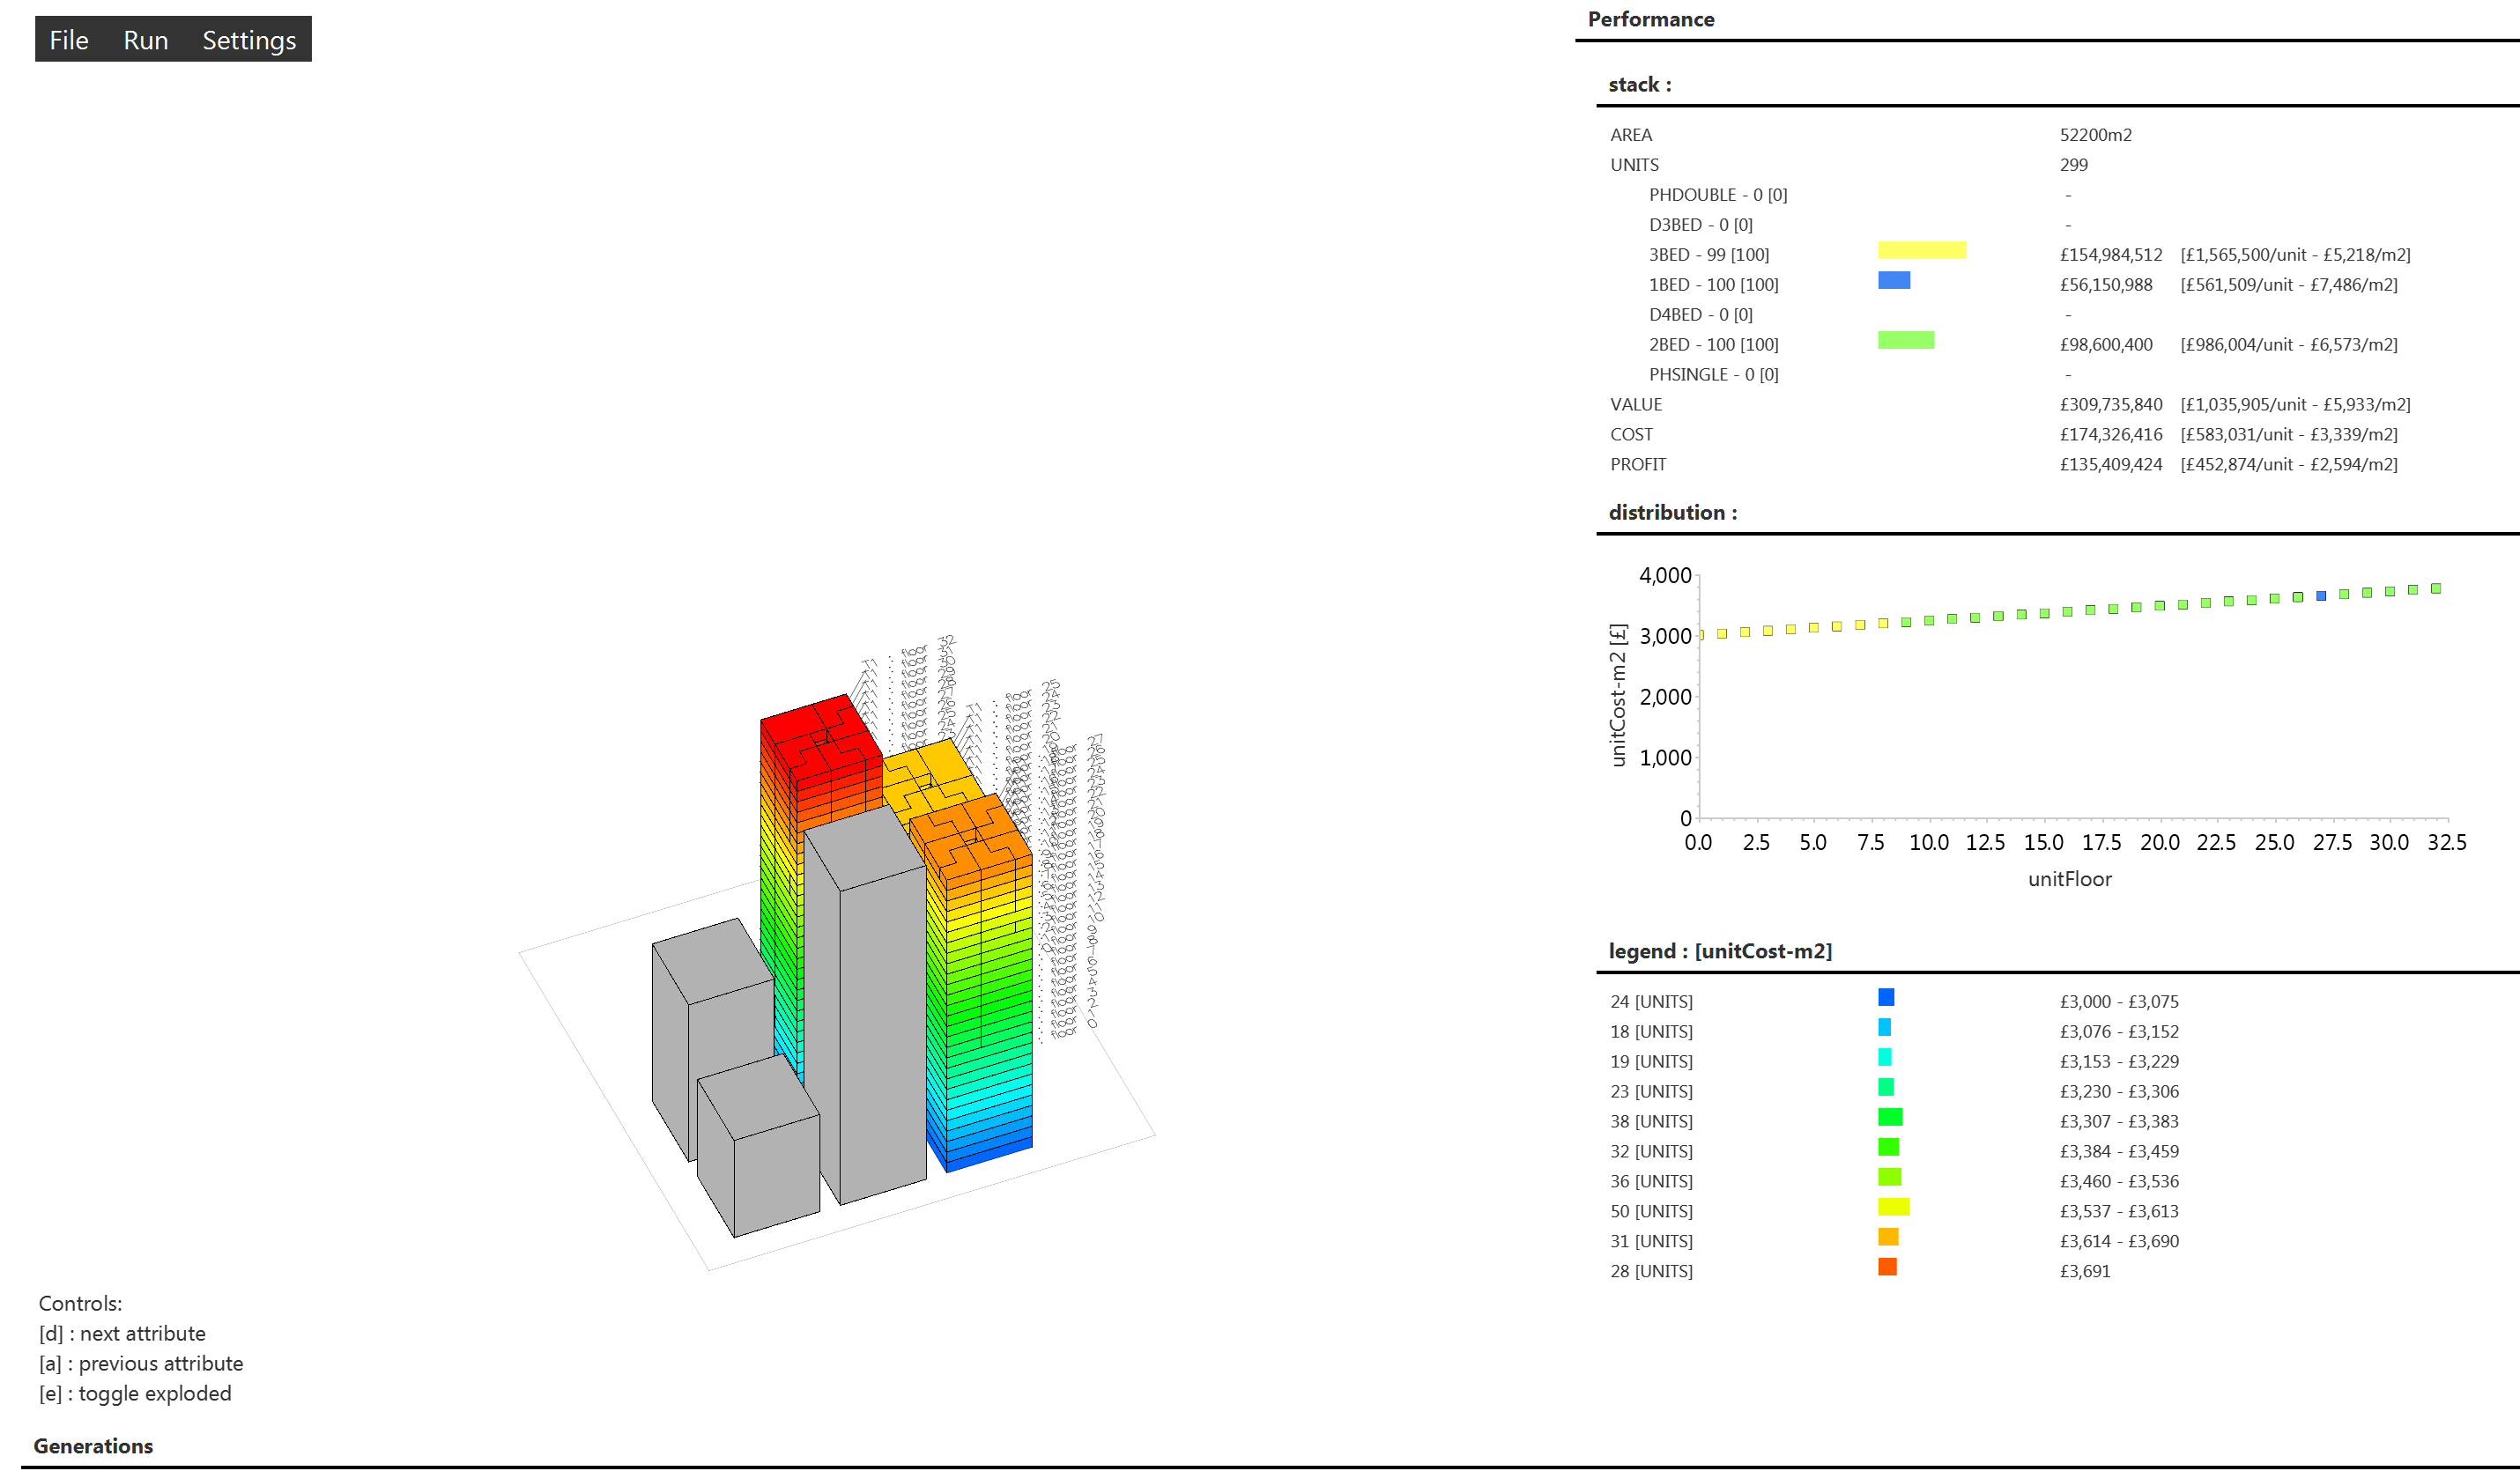 File Run Settings
Performance
stack :
AREA 52200m2
UNITS 299
PHDOUBLE - 0 [0] -
D3BED - 0 [0] -
3BED - 99 [100] £154,984,512 [£1,565,500/unit - £5,218/m2]
1BED - 100 [100] £56,150,988 [£561,509/unit - £7,486/m2]
D4BED - 0 [0] -
2BED - 100 [100] £98,600,400 [£986,004/unit - £6,573/m2]
PHSINGLE - 0 [0] -
VALUE £309,735,840 [£1,035,905/unit - £5,933/m2]
COST £174,326,416 [£583,031/unit - £3,339/m2]
PROFIT £135,409,424 [£452,874/unit - £2,594/m2]
distribution :
unitCost-m2 [£]
4,000
3,000
2,000
1,000
0
0.0 2.5 5.0 7.5 10.0 12.5 15.0 17.5 20.0 22.5 25.0 27.5 30.0 32.5
unitFloor
legend : [unitCost-m2]
24 [UNITS] £3,000 - £3,075
18 [UNITS] £3,076 - £3,152
19 [UNITS] £3,153 - £3,229
23 [UNITS] £3,230 - £3,306
38 [UNITS] £3,307 - £3,383
32 [UNITS] £3,384 - £3,459
36 [UNITS] £3,460 - £3,536
50 [UNITS] £3,537 - £3,613
31 [UNITS] £3,614 - £3,690
28 [UNITS] £3,691
Controls:
[d] : next attribute
[a] : previous attribute
[e] : toggle exploded
Generations